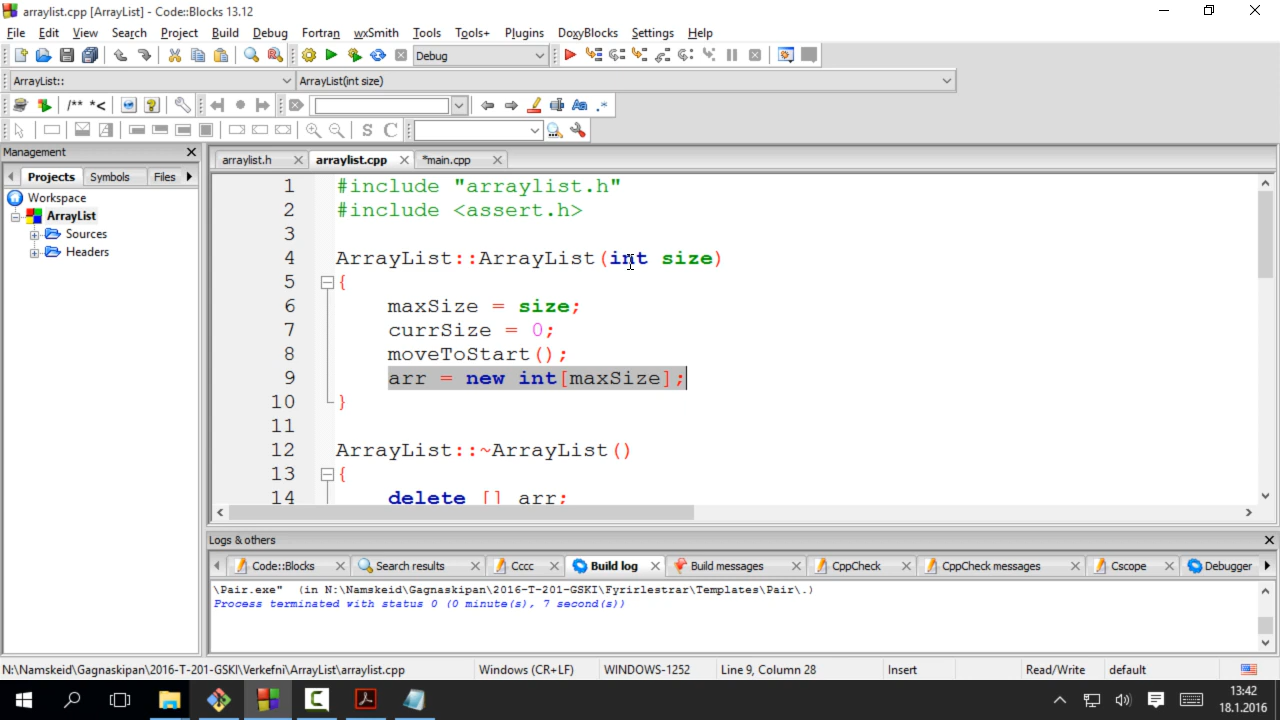 arraylist.cpp [ArrayList] - Code::Blocks 13.12
File Edit View Search Project Build Debug Fortran wxSmith Tools Tools+ Plugins DoxyBlocks Settings Help
Debug
ArrayList:: ArrayList(int size)
/** *< Aa .*
S C
Management
Projects Symbols Files
Workspace
ArrayList
Sources
Headers
arraylist.h arraylist.cpp *main.cpp
1 #include "arraylist.h"
2 #include <assert.h>
3
4 ArrayList::ArrayList(int size)
5 {
6 maxSize = size;
7 currSize = 0;
8 moveToStart();
9 arr = new int[maxSize];
10 }
11
12 ArrayList::~ArrayList()
13 {
14 delete [] arr;
Logs & others
Code::Blocks Search results Cccc Build log Build messages CppCheck CppCheck messages Cscope Debugger
\Pair.exe" (in N:\Namskeid\Gagnaskipan\2016-T-201-GSKI\Fyrirlestrar\Templates\Pair\.)
Process terminated with status 0 (0 minute(s), 7 second(s))
N:\Namskeid\Gagnaskipan\2016-T-201-GSKI\Verkefni\ArrayList\arraylist.cpp Windows (CR+LF) WINDOWS-1252 Line 9, Column 28 Insert Read/Write default
13:42
18.1.2016